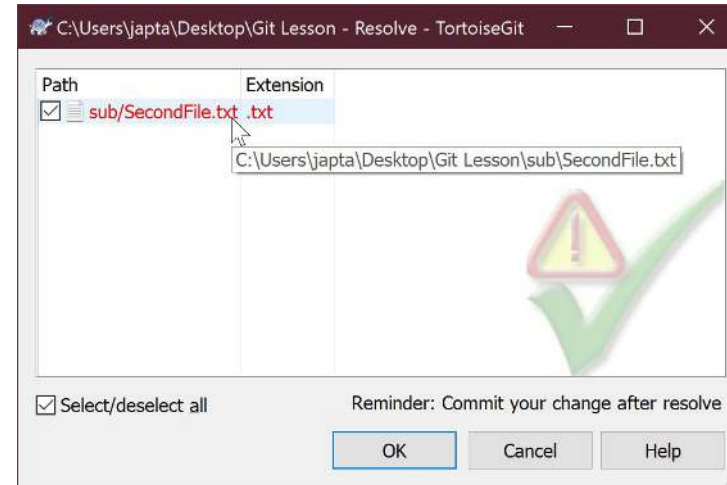 C:\Users\japta\Desktop\Git Lesson - Resolve - TortoiseGit
Path Extension
sub/SecondFile.txt .txt
C:\Users\japta\Desktop\Git Lesson\sub\SecondFile.txt
Select/deselect all Reminder: Commit your change after resolve
OK Cancel Help